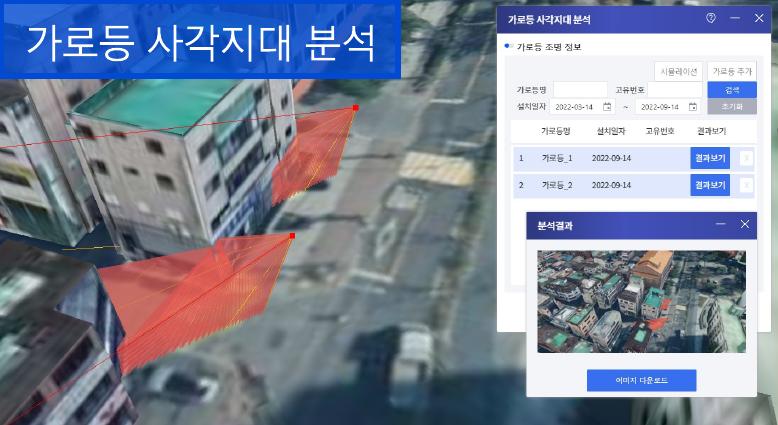 가로등 사각지대 분석
가로등 사각지대 분석
가로등 조명 정보
시뮬레이션 가로등 추가
가로등명 고유번호 검색
설치일자 2022-03-14 ~ 2022-09-14 초기화
가로등명 설치일자 고유번호 결과보기
1 가로등_1 2022-09-14 결과보기 X
2 가로등_2 2022-09-14 결과보기 X
분석결과
이미지 다운로드